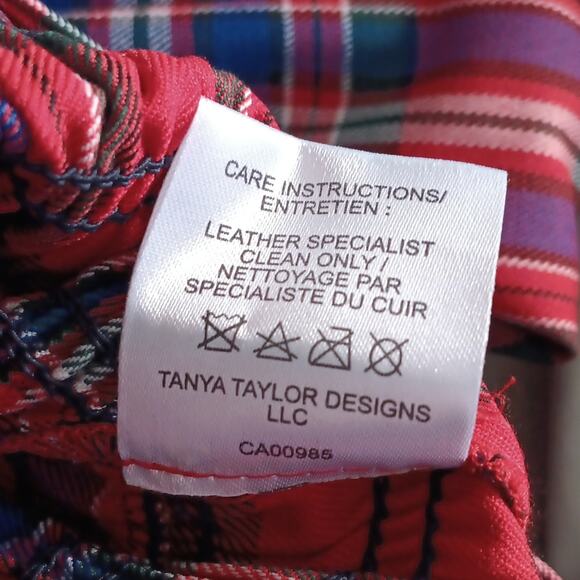 CARE INSTRUCTIONS/
ENTRETIEN :
LEATHER SPECIALIST
CLEAN ONLY /
NETTOYAGE PAR
SPECIALISTE DU CUIR
TANYA TAYLOR DESIGNS
LLC
CA00985